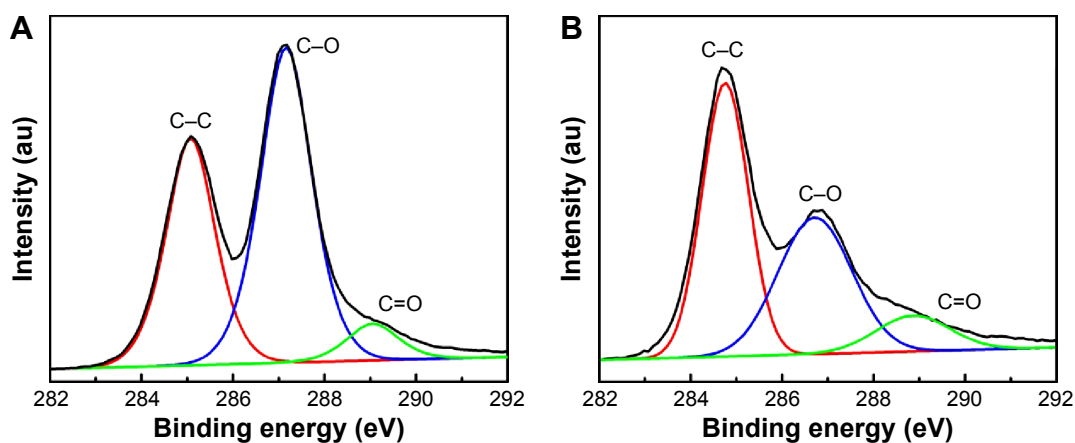 A
Intensity (au)
C–C
C–O
C=O
282 284 286 288 290 292
Binding energy (eV)
B
Intensity (au)
C–C
C–O
C=O
282 284 286 288 290 292
Binding energy (eV)